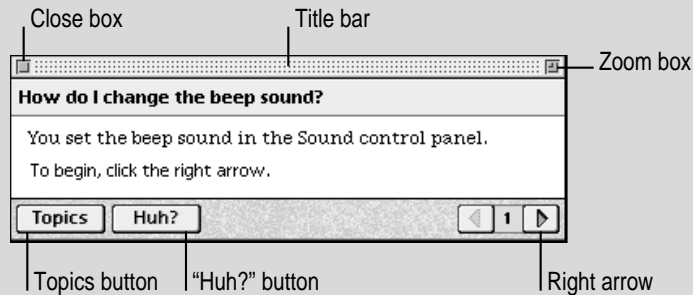 Close box Title bar
Zoom box
How do I change the beep sound?
You set the beep sound in the Sound control panel.
To begin, click the right arrow.
Topics Huh? 1
Topics button “Huh?” button Right arrow